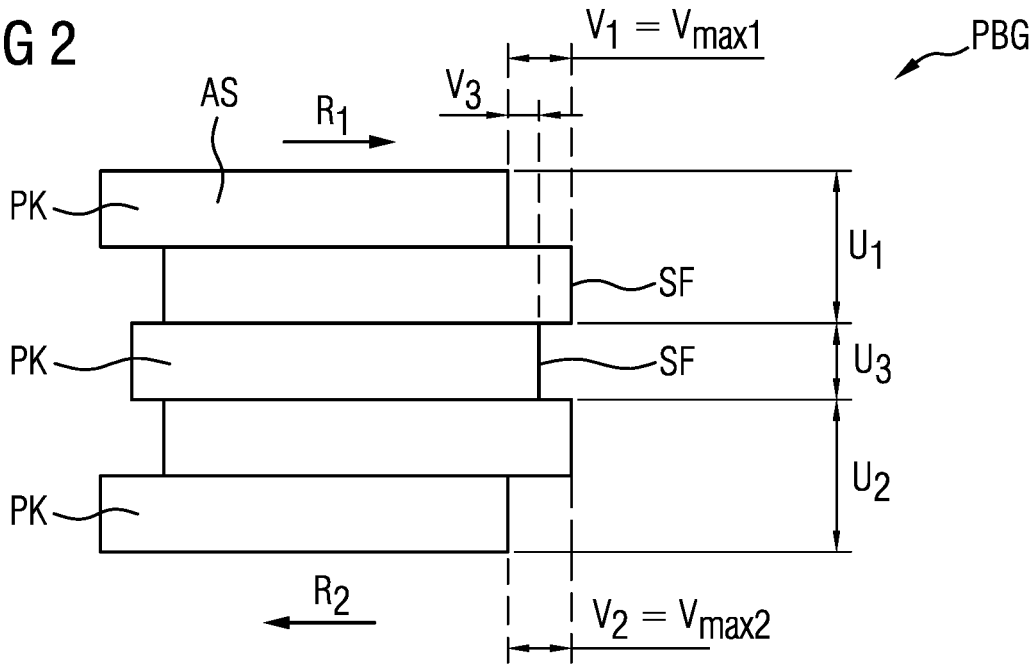 G 2
V1 = Vmax1
PBG
V3
AS
R1
PK
U1
SF
PK
SF
U3
PK
U2
R2
V2 = Vmax2